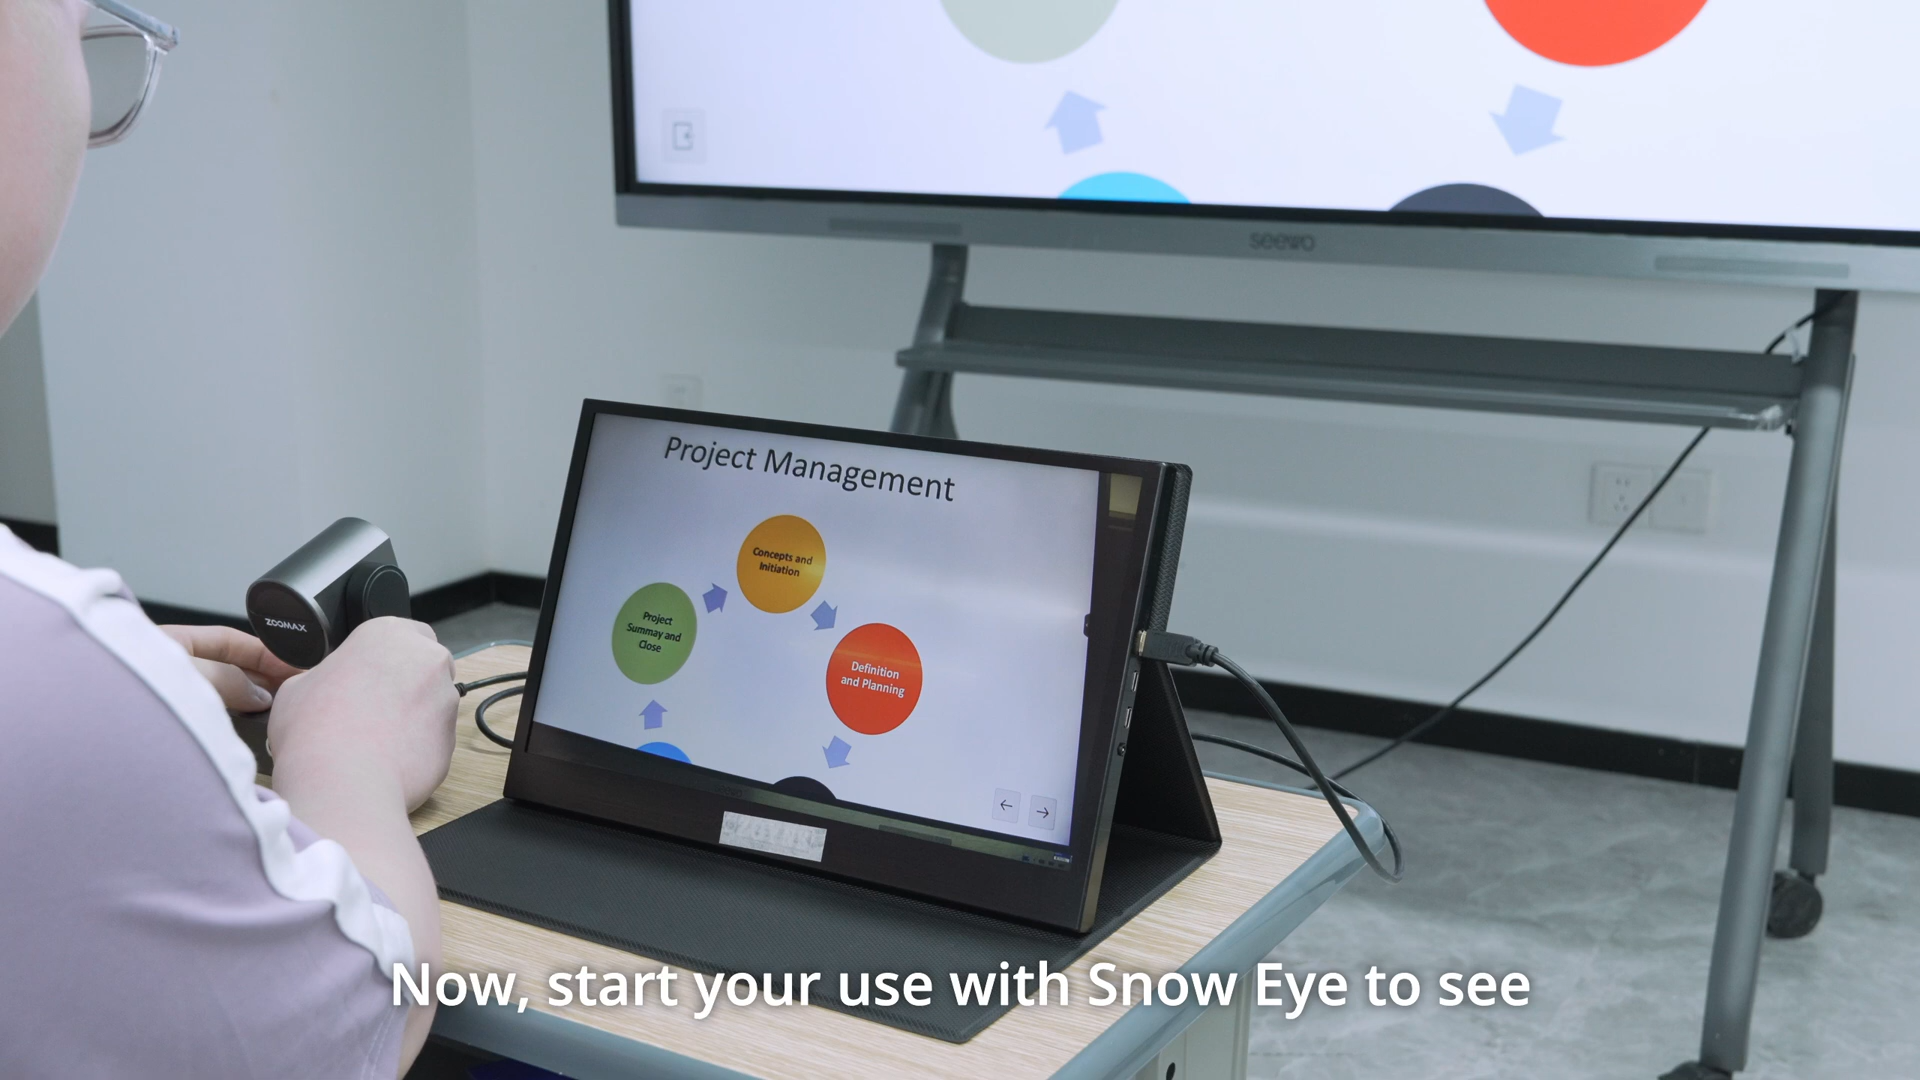 seewo
Project Management
Concepts and
Initiation
Project
Summay and
Close
Definition
and Planning
ZOOMAX
Now, start your use with Snow Eye to see